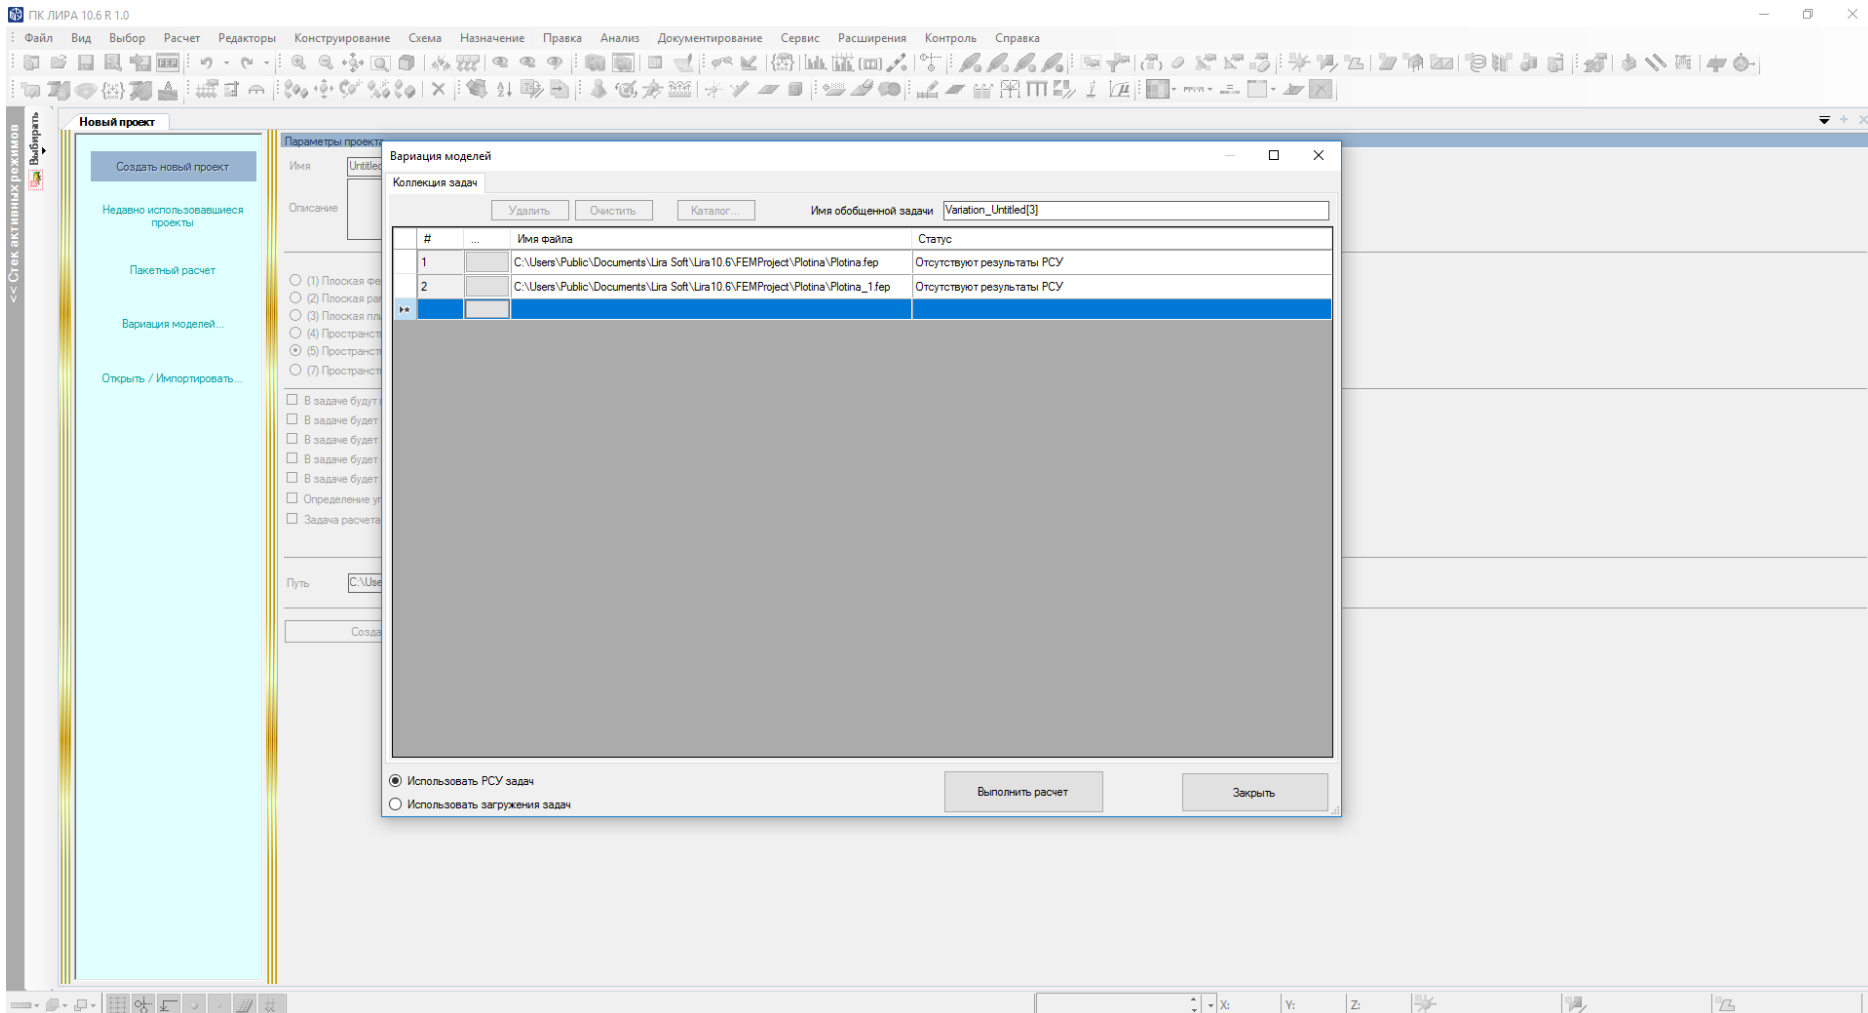 ПК ЛИРА 10.6 R 1.0
Файл Вид Выбор Расчет Редакторы Конструирование Схема Назначение Правка Анализ Документирование Сервис Расширения Контроль Справка
<< Стек активных режимов
Выбирать
Новый проект
Создать новый проект
Недавно использовавшиеся
проекты
Пакетный расчет
Вариация моделей...
Открыть / Импортировать...
Параметры проекта
Имя Untitled
Описание
(1) Плоская фе
(2) Плоская ра
(3) Плоская пл
(4) Пространст
(5) Пространст
(7) Пространст
В задаче будут
В задаче будет
В задаче будет
В задаче будет
В задаче будет
Определение уг
Задача расчета
Путь C:\Use
Созда
Вариация моделей
Коллекция задач
Удалить Очистить Каталог... Имя обобщенной задачи Variation_Untitled[3]
# ... Имя файла Статус
1 C:\Users\Public\Documents\Lira Soft\Lira10.6\FEMProject\Plotina\Plotina.fep Отсутствуют результаты РСУ
2 C:\Users\Public\Documents\Lira Soft\Lira10.6\FEMProject\Plotina\Plotina_1.fep Отсутствуют результаты РСУ
Использовать РСУ задач
Использовать загружения задач
Выполнить расчет Закрыть
X: Y: Z: